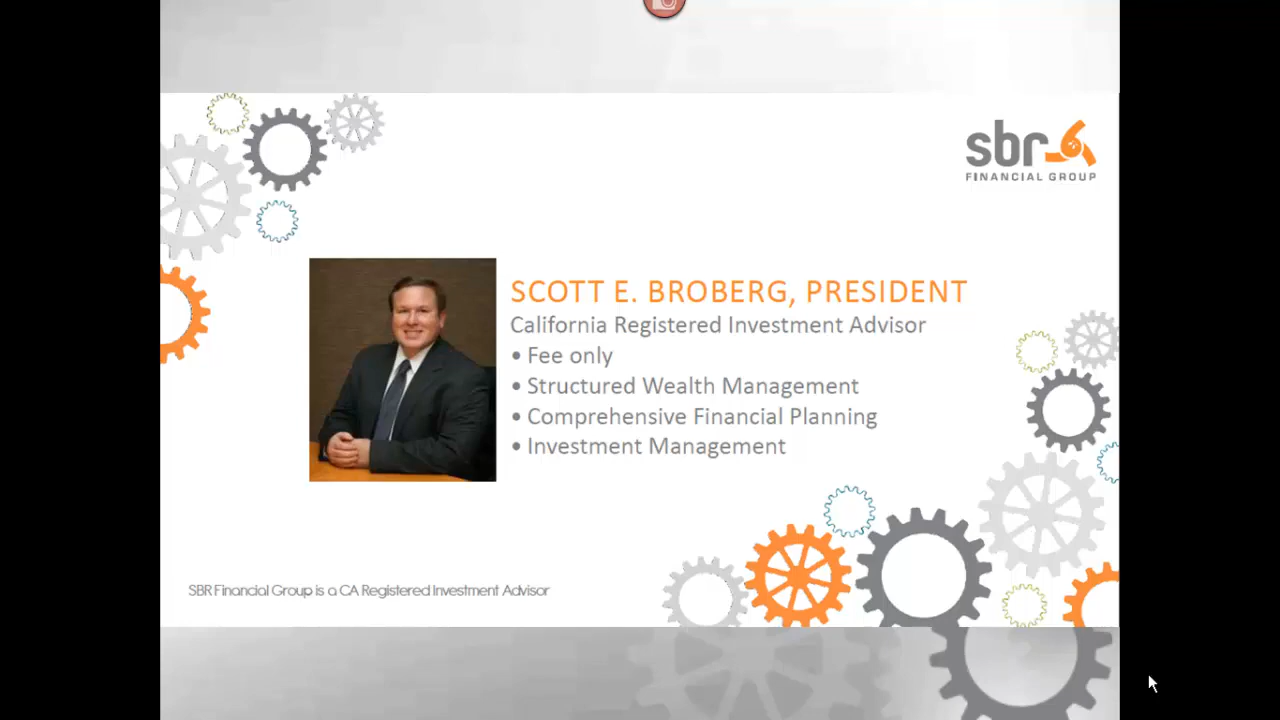 sbr
FINANCIAL GROUP
SCOTT E. BROBERG, PRESIDENT
California Registered Investment Advisor
• Fee only
• Structured Wealth Management
• Comprehensive Financial Planning
• Investment Management
SBR Financial Group is a CA Registered Investment Advisor